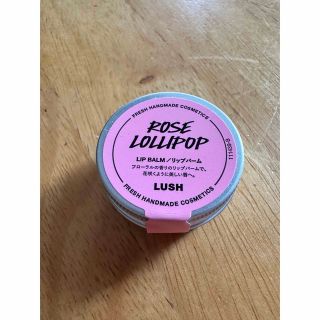 FRESH HANDMADE COSMETICS
ROSE
LOLLIPOP
LIP BALM／リップバーム
フローラルの香りのリップバームで、
花咲くように美しい唇へ。
LUSH
FRESH HANDMADE COSMETICS